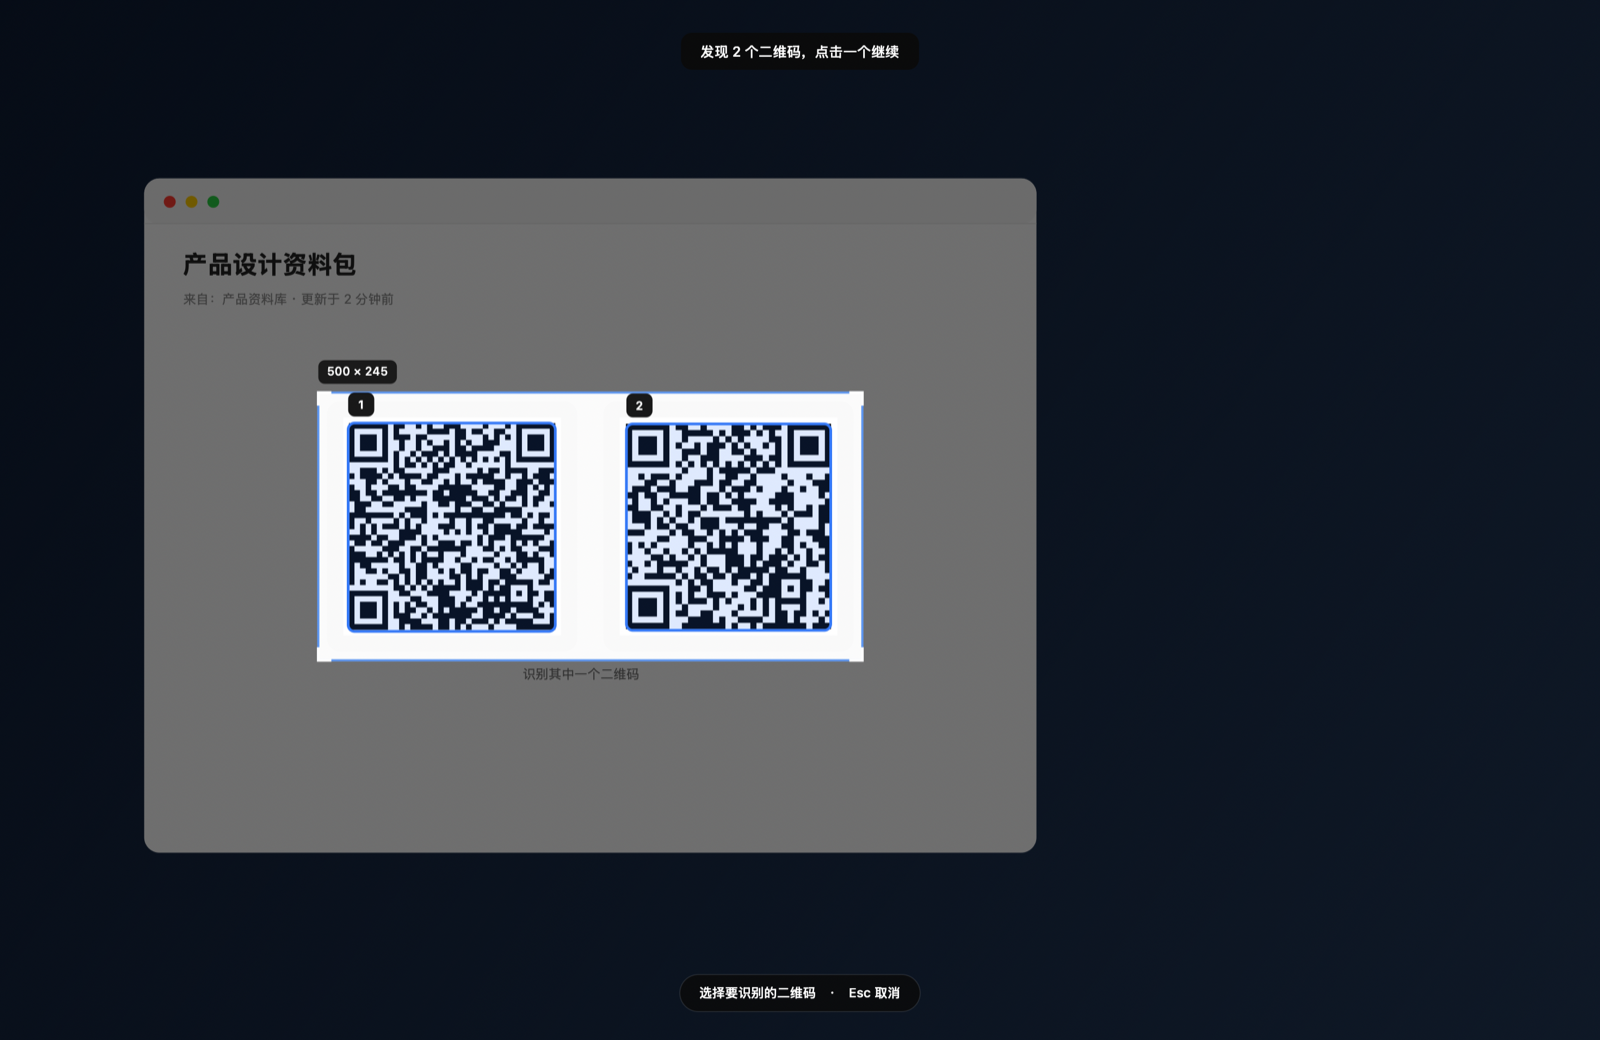 发现 2 个二维码，点击一个继续
产品设计资料包
来自：产品资料库 · 更新于 2 分钟前
500 × 245
1
2
识别其中一个二维码
选择要识别的二维码 · Esc 取消